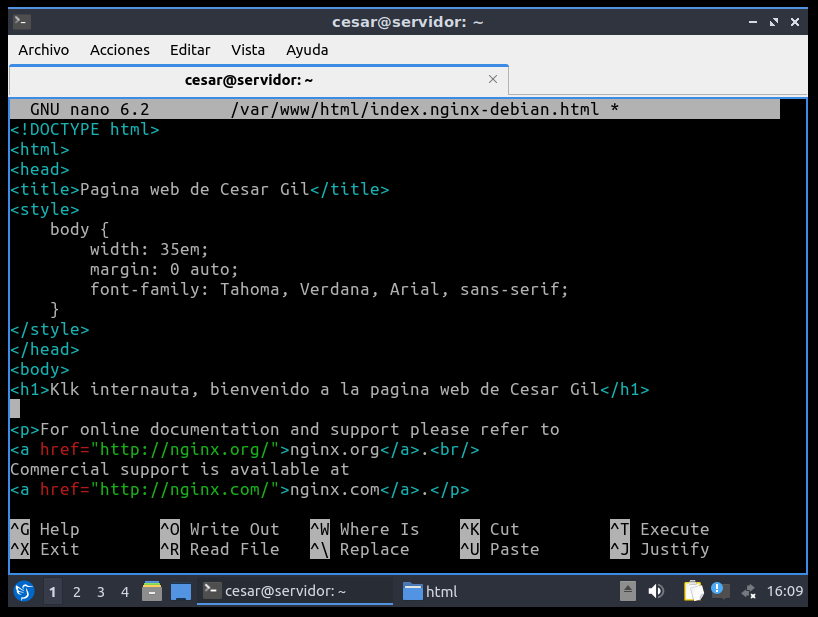 cesar@servidor: ~
Archivo Acciones Editar Vista Ayuda
cesar@servidor: ~
GNU nano 6.2 /var/www/html/index.nginx-debian.html *
<!DOCTYPE html>
<html>
<head>
<title>Pagina web de Cesar Gil</title>
<style>
    body {
        width: 35em;
        margin: 0 auto;
        font-family: Tahoma, Verdana, Arial, sans-serif;
    }
</style>
</head>
<body>
<h1>Klk internauta, bienvenido a la pagina web de Cesar Gil</h1>
<p>For online documentation and support please refer to
<a href="http://nginx.org/">nginx.org</a>.<br/>
Commercial support is available at
<a href="http://nginx.com/">nginx.com</a>.</p>
^G Help ^O Write Out ^W Where Is ^K Cut ^T Execute
^X Exit ^R Read File ^\ Replace ^U Paste ^J Justify
1 2 3 4 cesar@servidor: ~ html 16:09